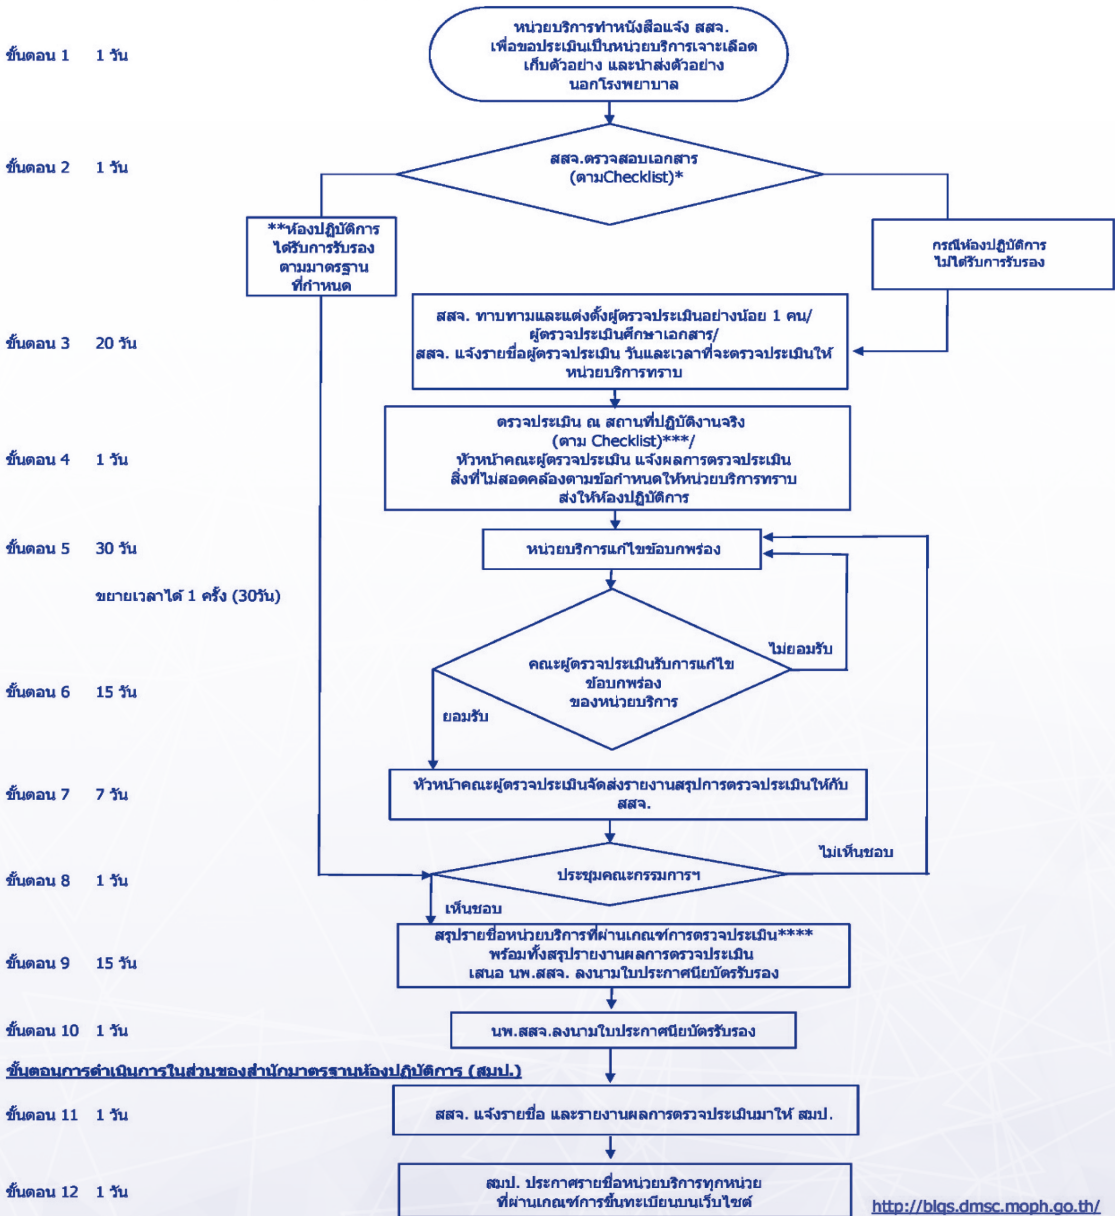 หน่วยบริการทำหนังสือแจ้ง สสจ.
เพื่อขอประเมินเป็นหน่วยบริการเจาะเลือด
เก็บตัวอย่าง และนำส่งตัวอย่าง
นอกโรงพยาบาล
ขั้นตอน 1 1 วัน
สสจ.ตรวจสอบเอกสาร
(ตามChecklist)*
ขั้นตอน 2 1 วัน
**ห้องปฏิบัติการ
ได้รับการรับรอง
ตามมาตรฐาน
ที่กำหนด
กรณีห้องปฏิบัติการ
ไม่ได้รับการรับรอง
สสจ. ทาบทามและแต่งตั้งผู้ตรวจประเมินอย่างน้อย 1 คน/
ผู้ตรวจประเมินศึกษาเอกสาร/
สสจ. แจ้งรายชื่อผู้ตรวจประเมิน วันและเวลาที่จะตรวจประเมินให้
หน่วยบริการทราบ
ขั้นตอน 3 20 วัน
ตรวจประเมิน ณ สถานที่ปฏิบัติงานจริง
(ตาม Checklist)***/
หัวหน้าคณะผู้ตรวจประเมิน แจ้งผลการตรวจประเมิน
สิ่งที่ไม่สอดคล้องตามข้อกำหนดให้หน่วยบริการทราบ
ส่งให้ห้องปฏิบัติการ
ขั้นตอน 4 1 วัน
ขั้นตอน 5 30 วัน
หน่วยบริการแก้ไขข้อบกพร่อง
ขยายเวลาได้ 1 ครั้ง (30วัน)
ไม่ยอมรับ
คณะผู้ตรวจประเมินรับการแก้ไข
ข้อบกพร่อง
ของหน่วยบริการ
ขั้นตอน 6 15 วัน
ยอมรับ
หัวหน้าคณะผู้ตรวจประเมินจัดส่งรายงานสรุปการตรวจประเมินให้กับ
สสจ.
ขั้นตอน 7 7 วัน
ไม่เห็นชอบ
ขั้นตอน 8 1 วัน
ประชุมคณะกรรมการฯ
เห็นชอบ
สรุปรายชื่อหน่วยบริการที่ผ่านเกณฑ์การตรวจประเมิน****
พร้อมทั้งสรุปรายงานผลการตรวจประเมิน
เสนอ นพ.สสจ. ลงนามใบประกาศนียบัตรรับรอง
ขั้นตอน 9 15 วัน
ขั้นตอน 10 1 วัน
นพ.สสจ.ลงนามใบประกาศนียบัตรรับรอง
ขั้นตอนการดำเนินการในส่วนของสำนักมาตรฐานห้องปฏิบัติการ (สมป.)
ขั้นตอน 11 1 วัน
สสจ. แจ้งรายชื่อ และรายงานผลการตรวจประเมินมาให้ สมป.
ขั้นตอน 12 1 วัน
สมป. ประกาศรายชื่อหน่วยบริการทุกหน่วย
ที่ผ่านเกณฑ์การขึ้นทะเบียนบนเว็บไซต์
http://blqs.dmsc.moph.go.th/